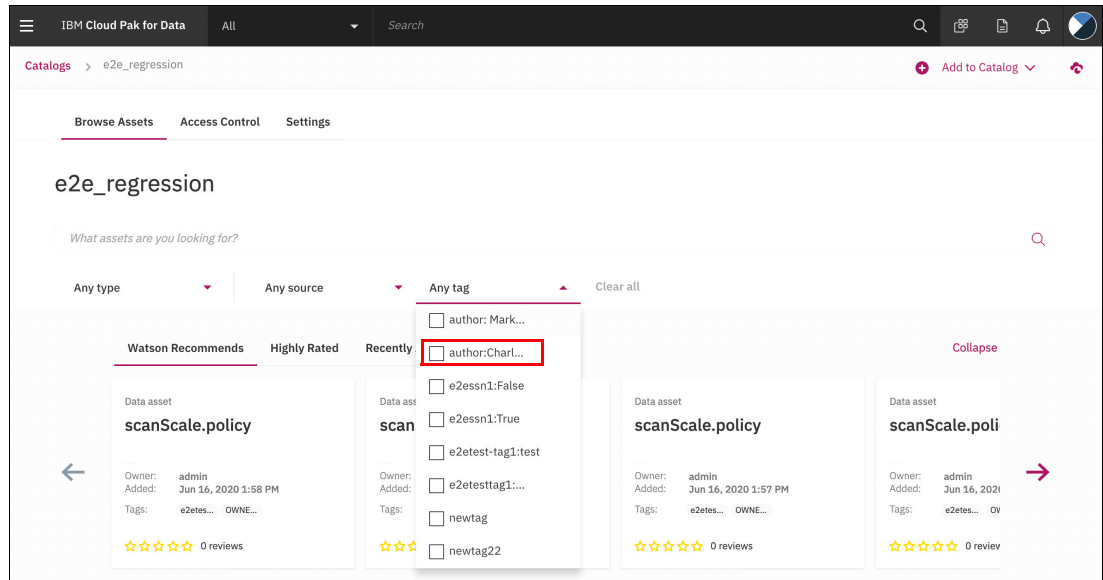 IBM Cloud Pak for Data All Search
Catalogs > e2e_regression Add to Catalog
Browse Assets Access Control Settings
e2e_regression
What assets are you looking for?
Any type Any source Any tag Clear all
author: Mark...
author:Charl...
e2essn1:False
e2essn1:True
e2etest-tag1:test
e2etesttag1:...
newtag
newtag22
Watson Recommends Highly Rated Recently Collapse
Data asset
scanScale.policy
Owner: admin
Added: Jun 16, 2020 1:58 PM
Tags: e2etes... OWNE...
0 reviews
Data ass
scan
Owner:
Added:
Tags:
Data asset
scanScale.policy
Owner: admin
Added: Jun 16, 2020 1:57 PM
Tags: e2etes... OWNE...
0 reviews
Data asset
scanScale.poli
Owner: admin
Added: Jun 16, 202
Tags: e2etes... OW
0 review